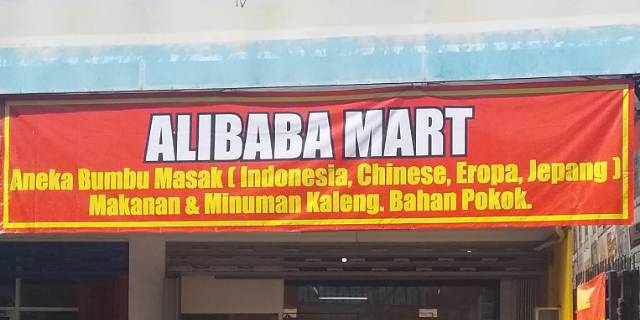 ALIBABA MART
Aneka Bumbu Masak ( Indonesia, Chinese, Eropa, Jepang )
Makanan & Minuman Kaleng. Bahan Pokok.
ALIBABA MART